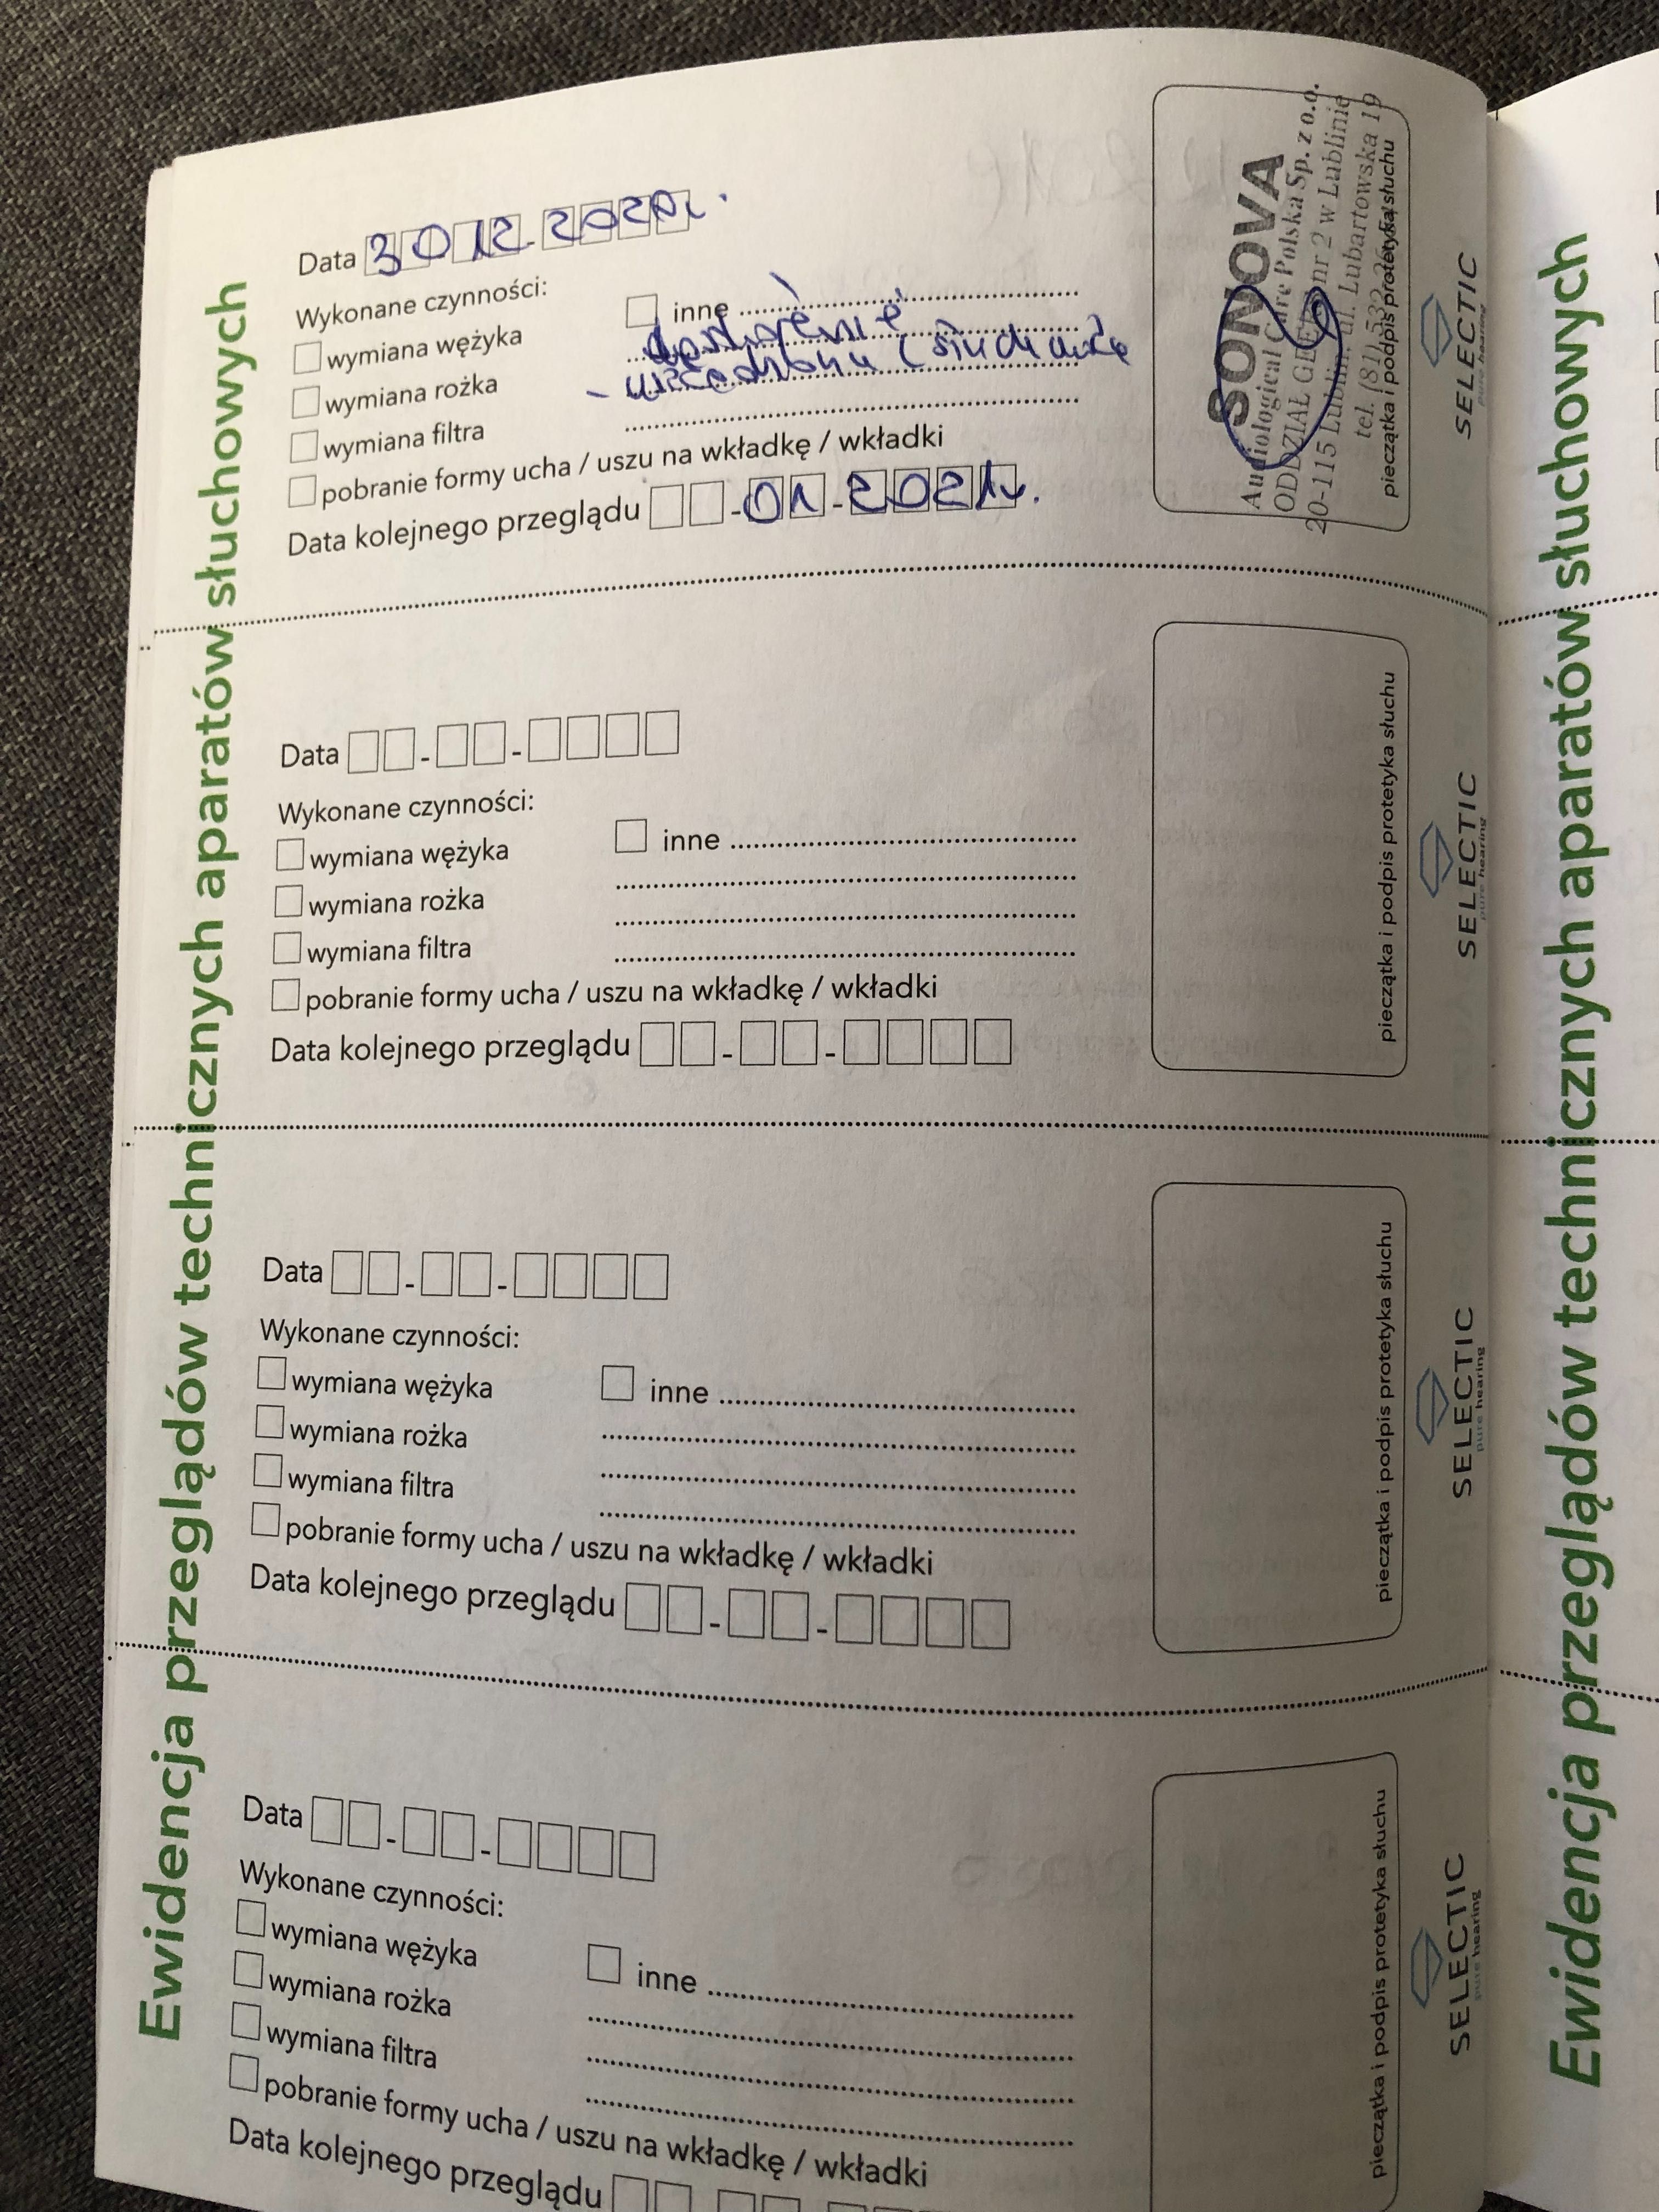 Ewidencja przeglądów technicznych aparatów słuchowych
Data 30 12 - 2020r.
Wykonane czynności:
wymiana wężyka
wymiana rożka
wymiana filtra
pobranie formy ucha / uszu na wkładkę / wkładki
inne
Data kolejnego przeglądu - 01 - 2021r.
SONOVA
Audiological Care Polska Sp. z o.o.
ODDZIAŁ nr 2 w Lublinie
20-115 Lublin, ul. Lubartowska 19
tel. (81)
pieczątka i podpis protetyka słuchu
SELECTIC
pure hearing
Data - -
Wykonane czynności:
wymiana wężyka
wymiana rożka
wymiana filtra
pobranie formy ucha / uszu na wkładkę / wkładki
inne
Data kolejnego przeglądu - -
pieczątka i podpis protetyka słuchu
SELECTIC
pure hearing
Data - -
Wykonane czynności:
wymiana wężyka
wymiana rożka
wymiana filtra
pobranie formy ucha / uszu na wkładkę / wkładki
inne
Data kolejnego przeglądu - -
pieczątka i podpis protetyka słuchu
SELECTIC
pure hearing
Data - -
Wykonane czynności:
wymiana wężyka
wymiana rożka
wymiana filtra
pobranie formy ucha / uszu na wkładkę / wkładki
inne
Data kolejnego przeglądu
pieczątka i podpis protetyka słuchu
SELECTIC
pure hearing
Ewidencja przeglądów technicznych aparatów słuchowych